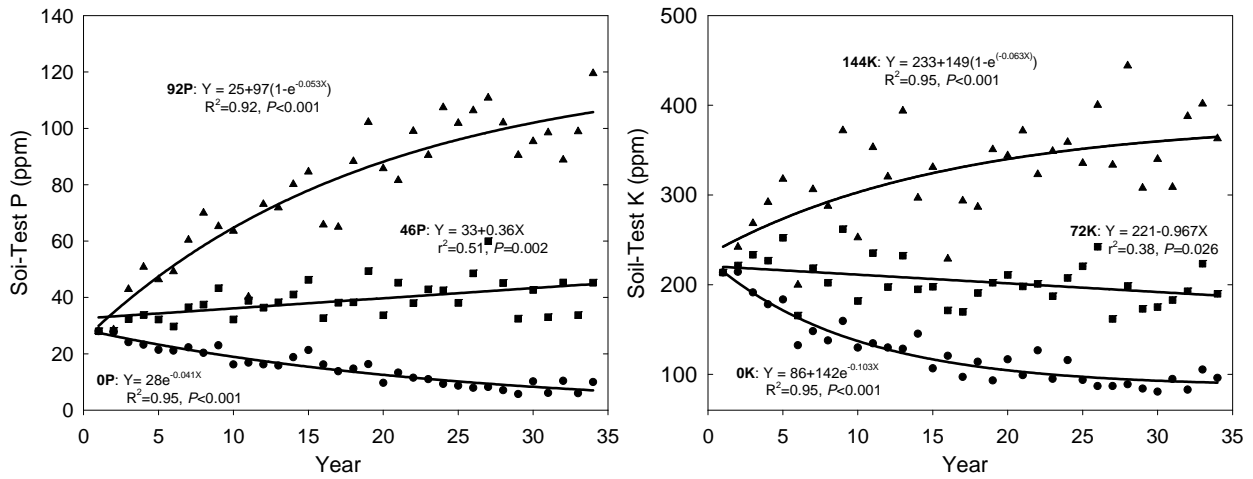 140
120
100
80
60
40
20
0
Soi-Test P (ppm)
92P: Y = 25+97(1-e^-0.053X)
R²=0.92, P<0.001
46P: Y = 33+0.36X
r²=0.51, P=0.002
0P: Y= 28e^-0.041X
R²=0.95, P<0.001
0 5 10 15 20 25 30 35
Year
500
400
300
200
100
Soil-Test K (ppm)
144K: Y = 233+149(1-e^(-0.063X))
R²=0.95, P<0.001
72K: Y = 221-0.967X
r²=0.38, P=0.026
0K: Y = 86+142e^-0.103X
R²=0.95, P<0.001
0 5 10 15 20 25 30 35
Year